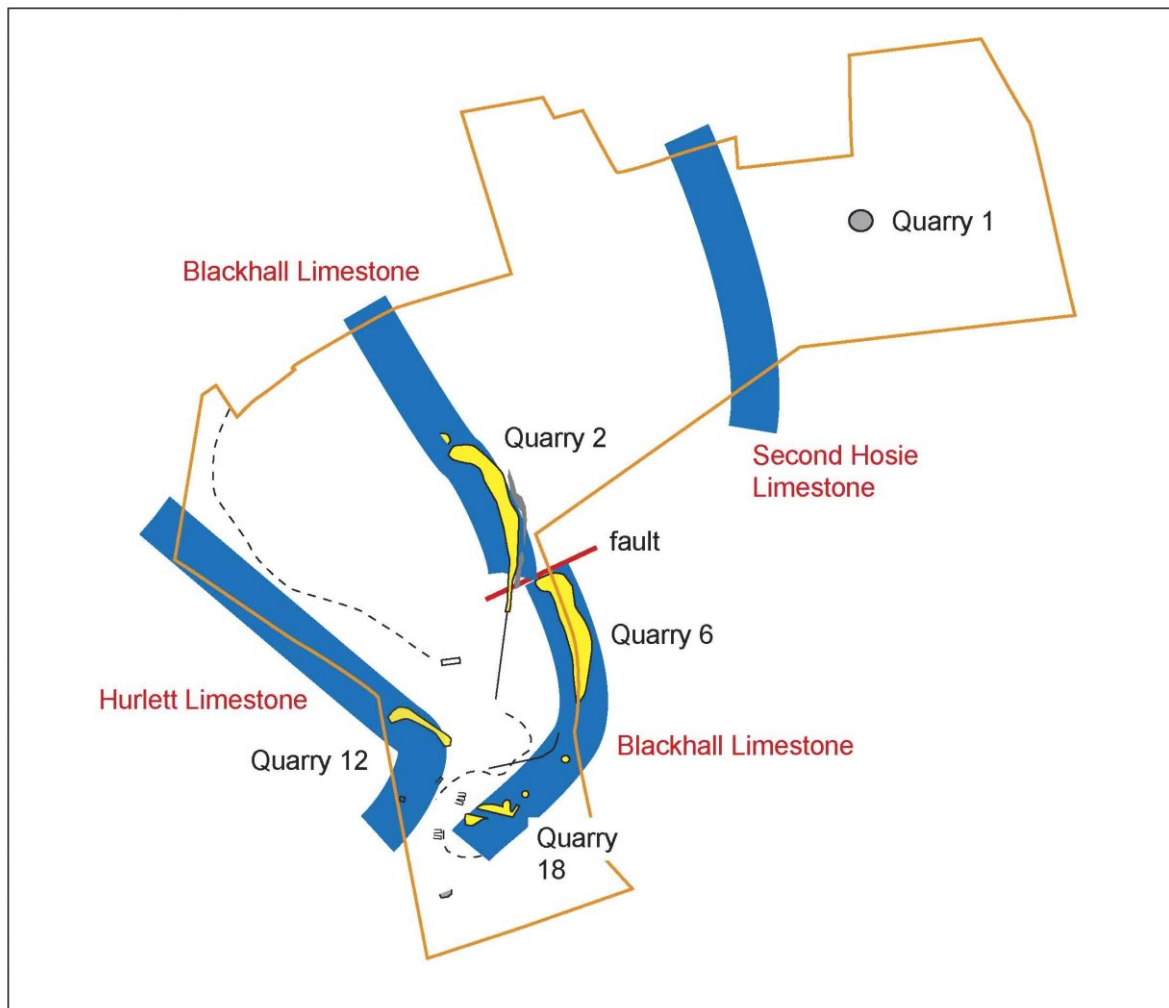 Quarry 1
Blackhall Limestone
Quarry 2
Second Hosie
Limestone
fault
Quarry 6
Hurlett Limestone
Blackhall Limestone
Quarry 12
Quarry
18